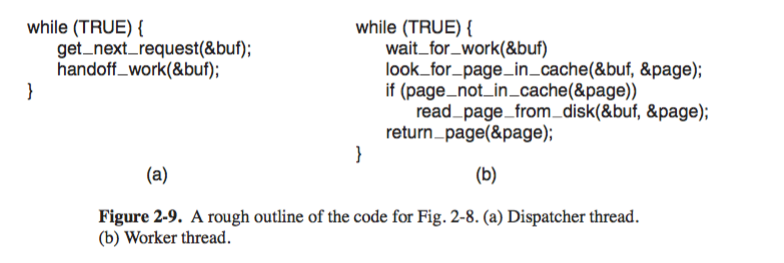 while (TRUE) {
get_next_request(&buf);
handoff_work(&buf);
}
(a)
while (TRUE) {
wait_for_work(&buf)
look_for_page_in_cache(&buf, &page);
if (page_not_in_cache(&page))
read_page_from_disk(&buf, &page);
return_page(&page);
}
(b)
Figure 2-9. A rough outline of the code for Fig. 2-8. (a) Dispatcher thread.
(b) Worker thread.